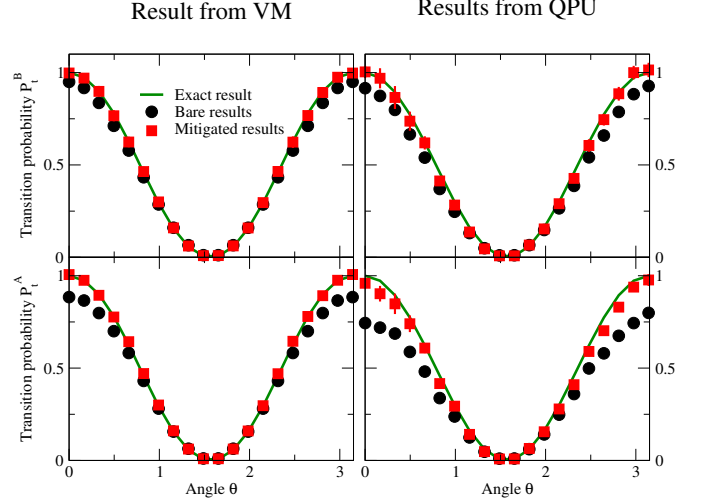 Result from VM
Results from QPU
Transition probability P_t^B
1
0.5
0
Exact result
Bare results
Mitigated results
1
0.5
0
Transition probability P_t^A
1
0.5
0
1
0.5
0
0 1 2 3
0 1 2 3
Angle θ
Angle θ